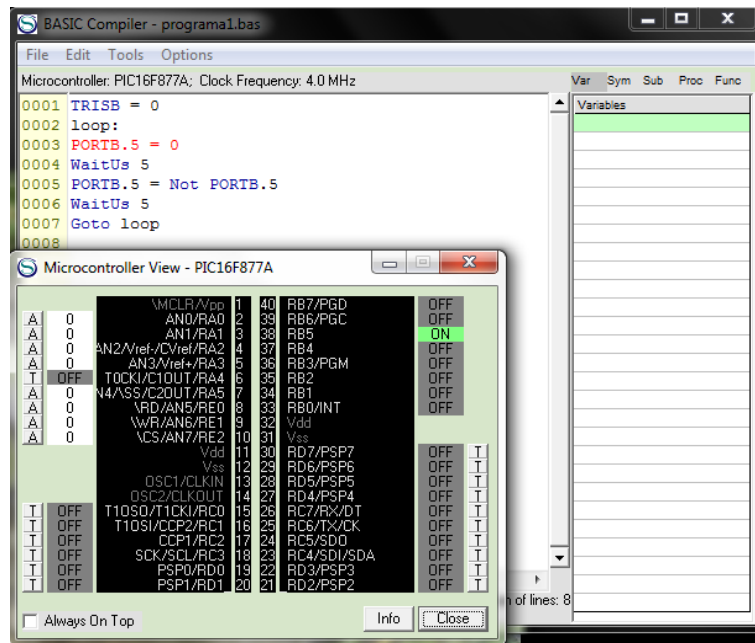 BASIC Compiler - programa1.bas
File Edit Tools Options
Microcontroller: PIC16F877A; Clock Frequency: 4.0 MHz
Var Sym Sub Proc Func
Variables
0001 TRISB = 0
0002 loop:
0003 PORTB.5 = 0
0004 WaitUs 5
0005 PORTB.5 = Not PORTB.5
0006 WaitUs 5
0007 Goto loop
0008
of lines: 8
Microcontroller View - PIC16F877A
\MCLR/Vpp 1 40 RB7/PGD OFF
A 0 AN0/RA0 2 39 RB6/PGC OFF
A 0 AN1/RA1 3 38 RB5 ON
A 0 AN2/Vref-/CVref/RA2 4 37 RB4 OFF
A 0 AN3/Vref+/RA3 5 36 RB3/PGM OFF
T OFF T0CKI/C1OUT/RA4 6 35 RB2 OFF
A 0 N4/\SS/C2OUT/RA5 7 34 RB1 OFF
A 0 \RD/AN5/RE0 8 33 RB0/INT OFF
A 0 \WR/AN6/RE1 9 32 Vdd
A 0 \CS/AN7/RE2 10 31 Vss
Vdd 11 30 RD7/PSP7 OFF T
Vss 12 29 RD6/PSP6 OFF T
OSC1/CLKIN 13 28 RD5/PSP5 OFF T
OSC2/CLKOUT 14 27 RD4/PSP4 OFF T
T OFF T1OSO/T1CKI/RC0 15 26 RC7/RX/DT OFF T
T OFF T1OSI/CCP2/RC1 16 25 RC6/TX/CK OFF T
T OFF CCP1/RC2 17 24 RC5/SDO OFF T
T OFF SCK/SCL/RC3 18 23 RC4/SDI/SDA OFF T
T OFF PSP0/RD0 19 22 RD3/PSP3 OFF T
T OFF PSP1/RD1 20 21 RD2/PSP2 OFF T
Always On Top
Info
Close